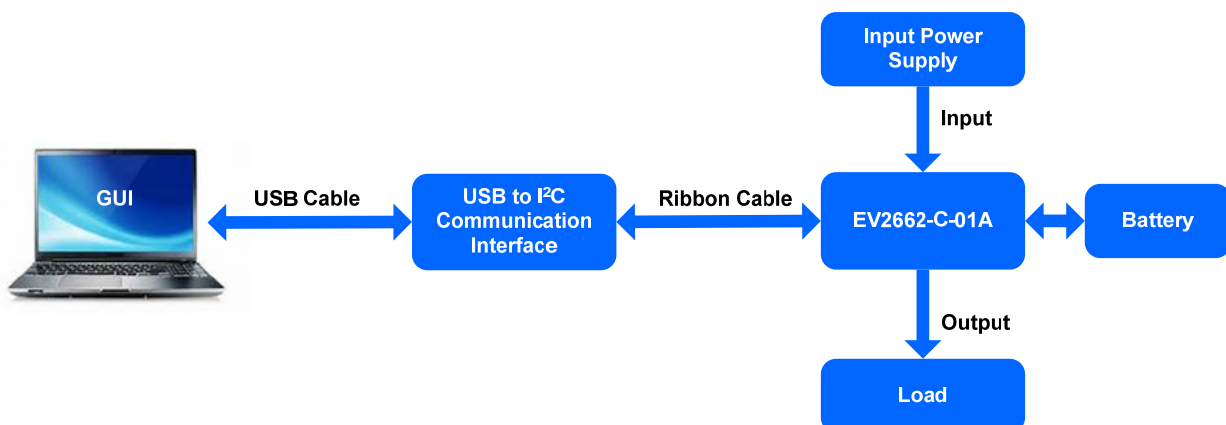 Input Power
Supply
Input
GUI
USB Cable
USB to I²C
Communication
Interface
Ribbon Cable
EV2662-C-01A
Battery
Output
Load